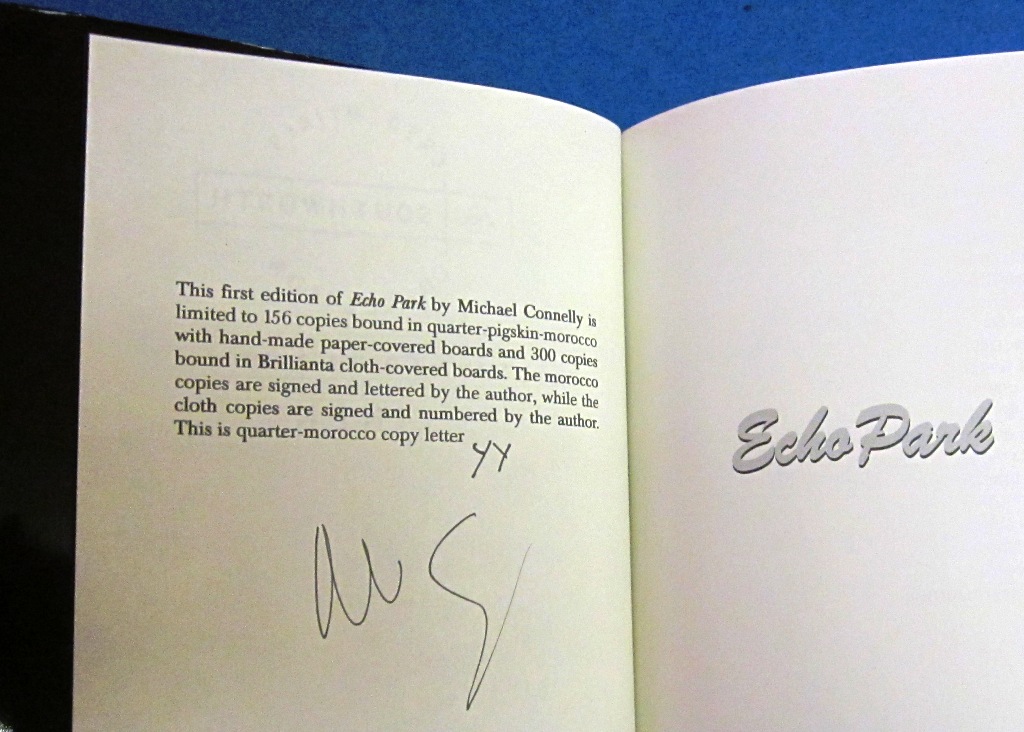 This first edition of Echo Park by Michael Connelly is
limited to 156 copies bound in quarter-pigskin-morocco
with hand-made paper-covered boards and 300 copies
bound in Brillianta cloth-covered boards. The morocco
copies are signed and lettered by the author, while the
cloth copies are signed and numbered by the author.
This is quarter-morocco copy letter
YY
Echo Park